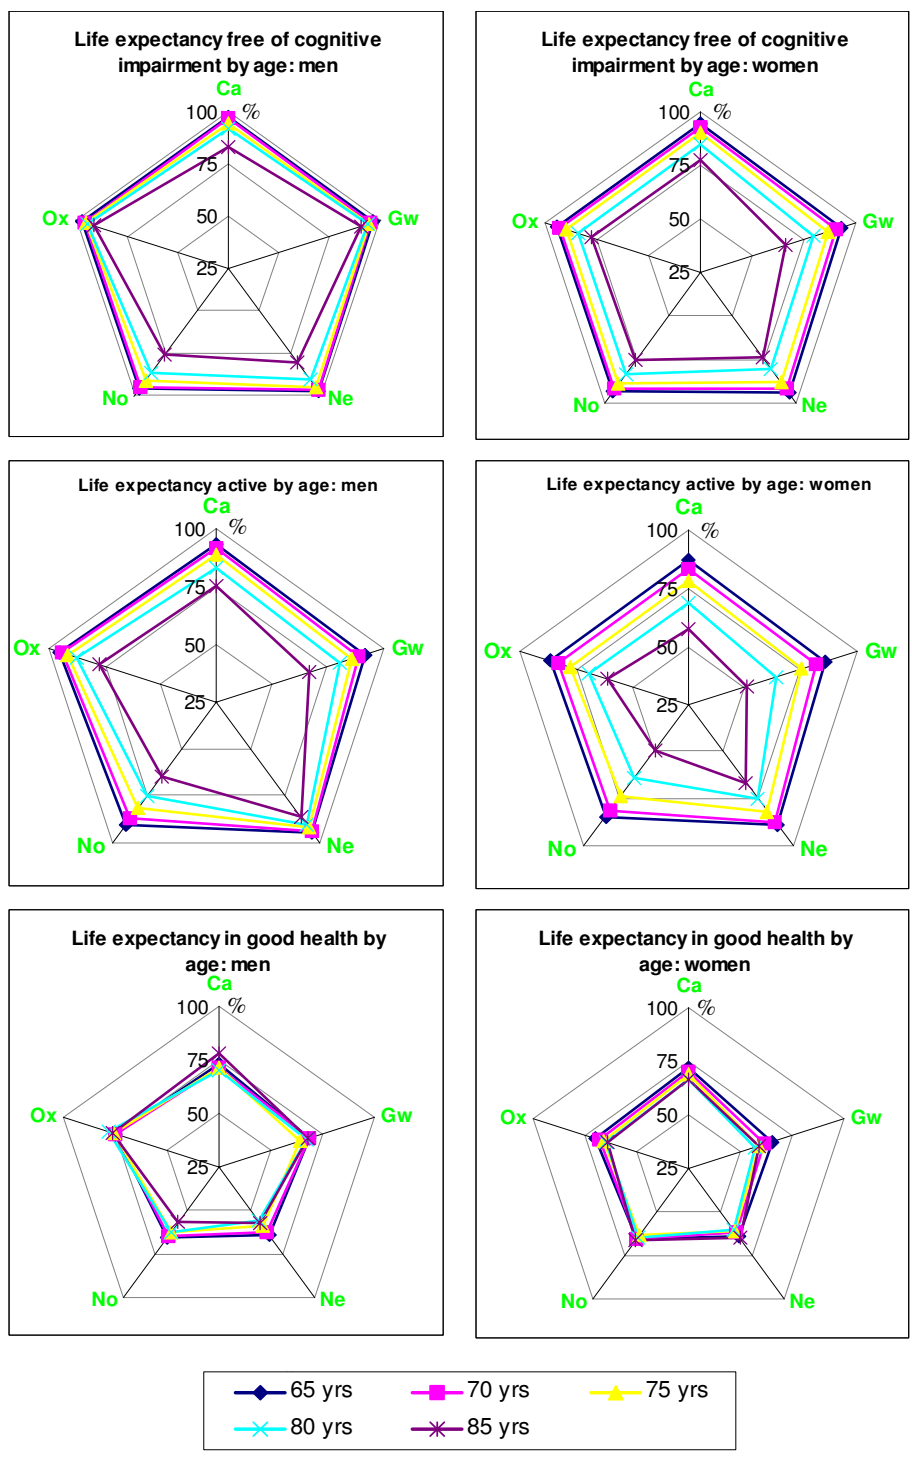 Life expectancy free of cognitive
impairment by age: men
Ca
100 %
75
50
25
Ox
Gw
No
Ne
Life expectancy free of cognitive
impairment by age: women
Ca
100 %
75
50
25
Ox
Gw
No
Ne
Life expectancy active by age: men
Ca
100 %
75
50
25
Ox
Gw
No
Ne
Life expectancy active by age: women
Ca
100 %
75
50
25
Ox
Gw
No
Ne
Life expectancy in good health by
age: men
Ca
100 %
75
50
25
Ox
Gw
No
Ne
Life expectancy in good health by
age: women
Ca
100 %
75
50
25
Ox
Gw
No
Ne
65 yrs 70 yrs 75 yrs
80 yrs 85 yrs